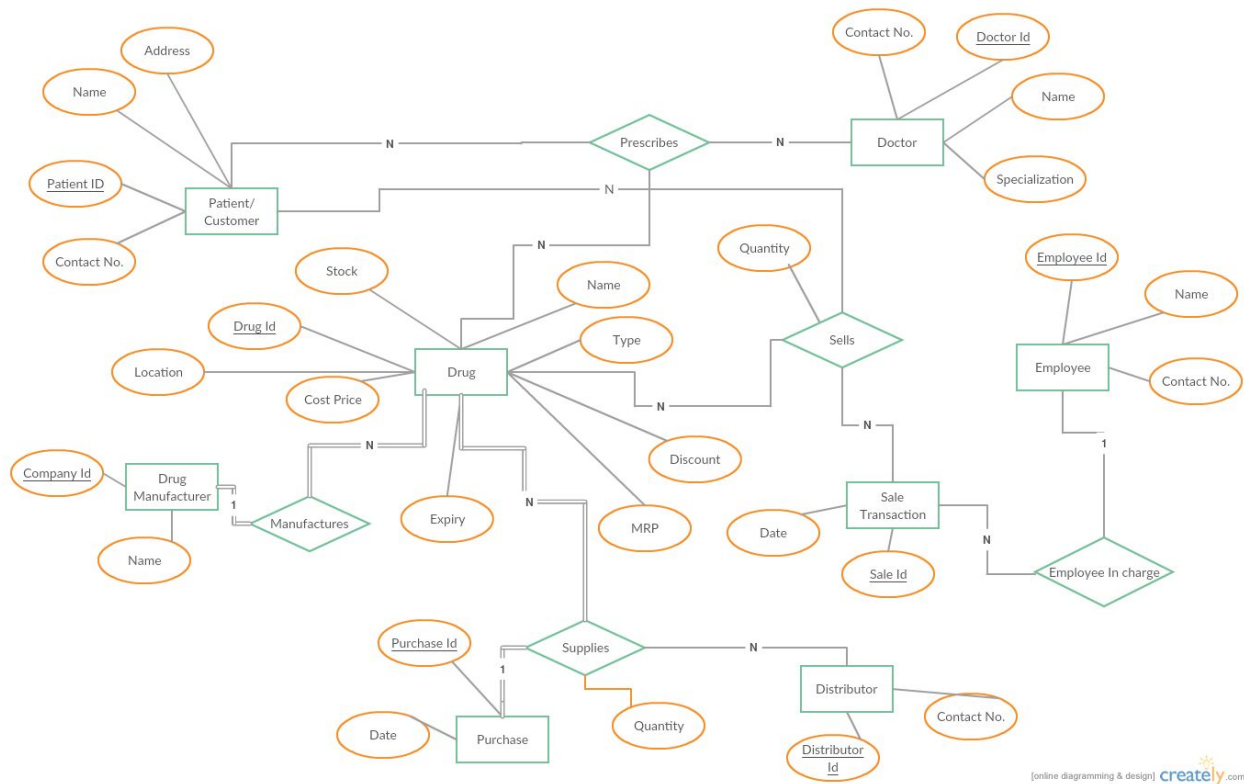 Contact No.
Doctor Id
Address
Name
Name
N
Prescribes
N
Doctor
Patient ID
Specialization
N
Patient/
Customer
Contact No.
N
Quantity
Employee Id
Stock
Name
Name
Drug Id
Type
Sells
Location
Drug
Employee
Cost Price
Contact No.
N
N
N
1
Discount
Company Id
Drug
Manufacturer
1
N
Sale
Transaction
Manufactures
Expiry
MRP
Date
N
Name
Sale Id
Employee In charge
Purchase Id
Supplies
N
1
Distributor
Contact No.
Quantity
Date
Purchase
Distributor
Id
[online diagramming & design] creately.com